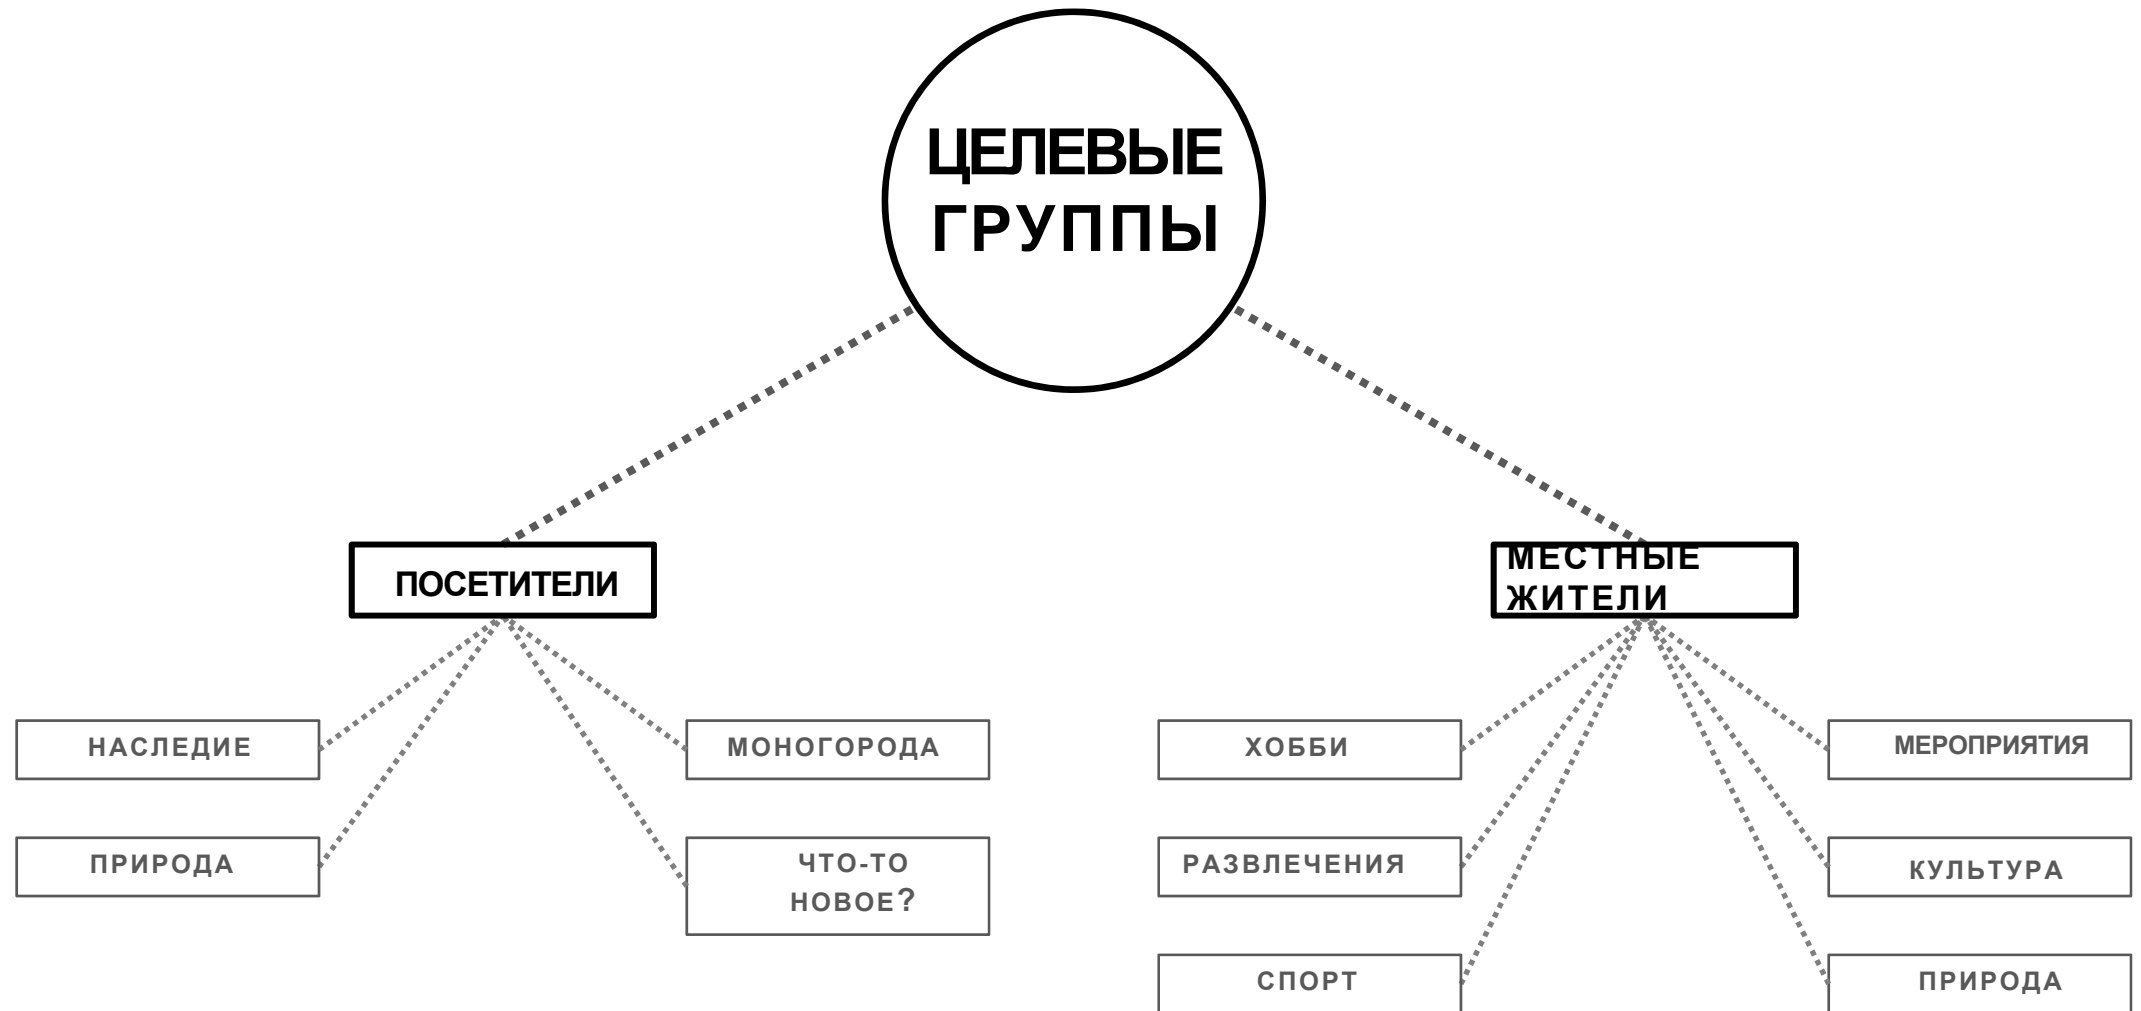 ЦЕЛЕВЫЕ
ГРУППЫ
ПОСЕТИТЕЛИ
МЕСТНЫЕ
ЖИТЕЛИ
НАСЛЕДИЕ
МОНОГОРОДА
ХОББИ
МЕРОПРИЯТИЯ
ПРИРОДА
ЧТО-ТО
НОВОЕ?
РАЗВЛЕЧЕНИЯ
КУЛЬТУРА
СПОРТ
ПРИРОДА